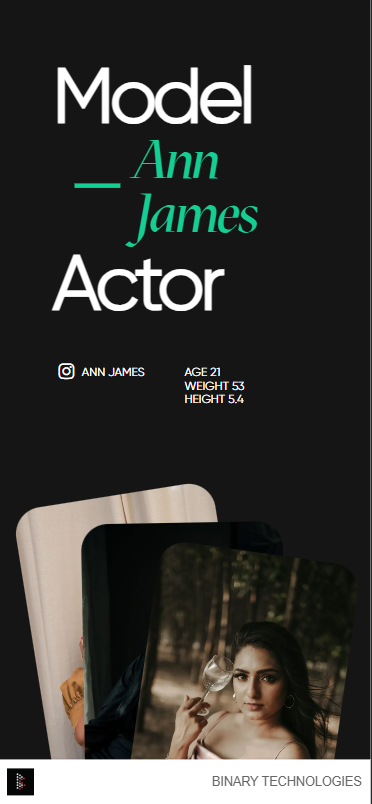 Model
_ Ann
James
Actor
ANN JAMES
AGE 21
WEIGHT 53
HEIGHT 5.4
BINARY TECHNOLOGIES